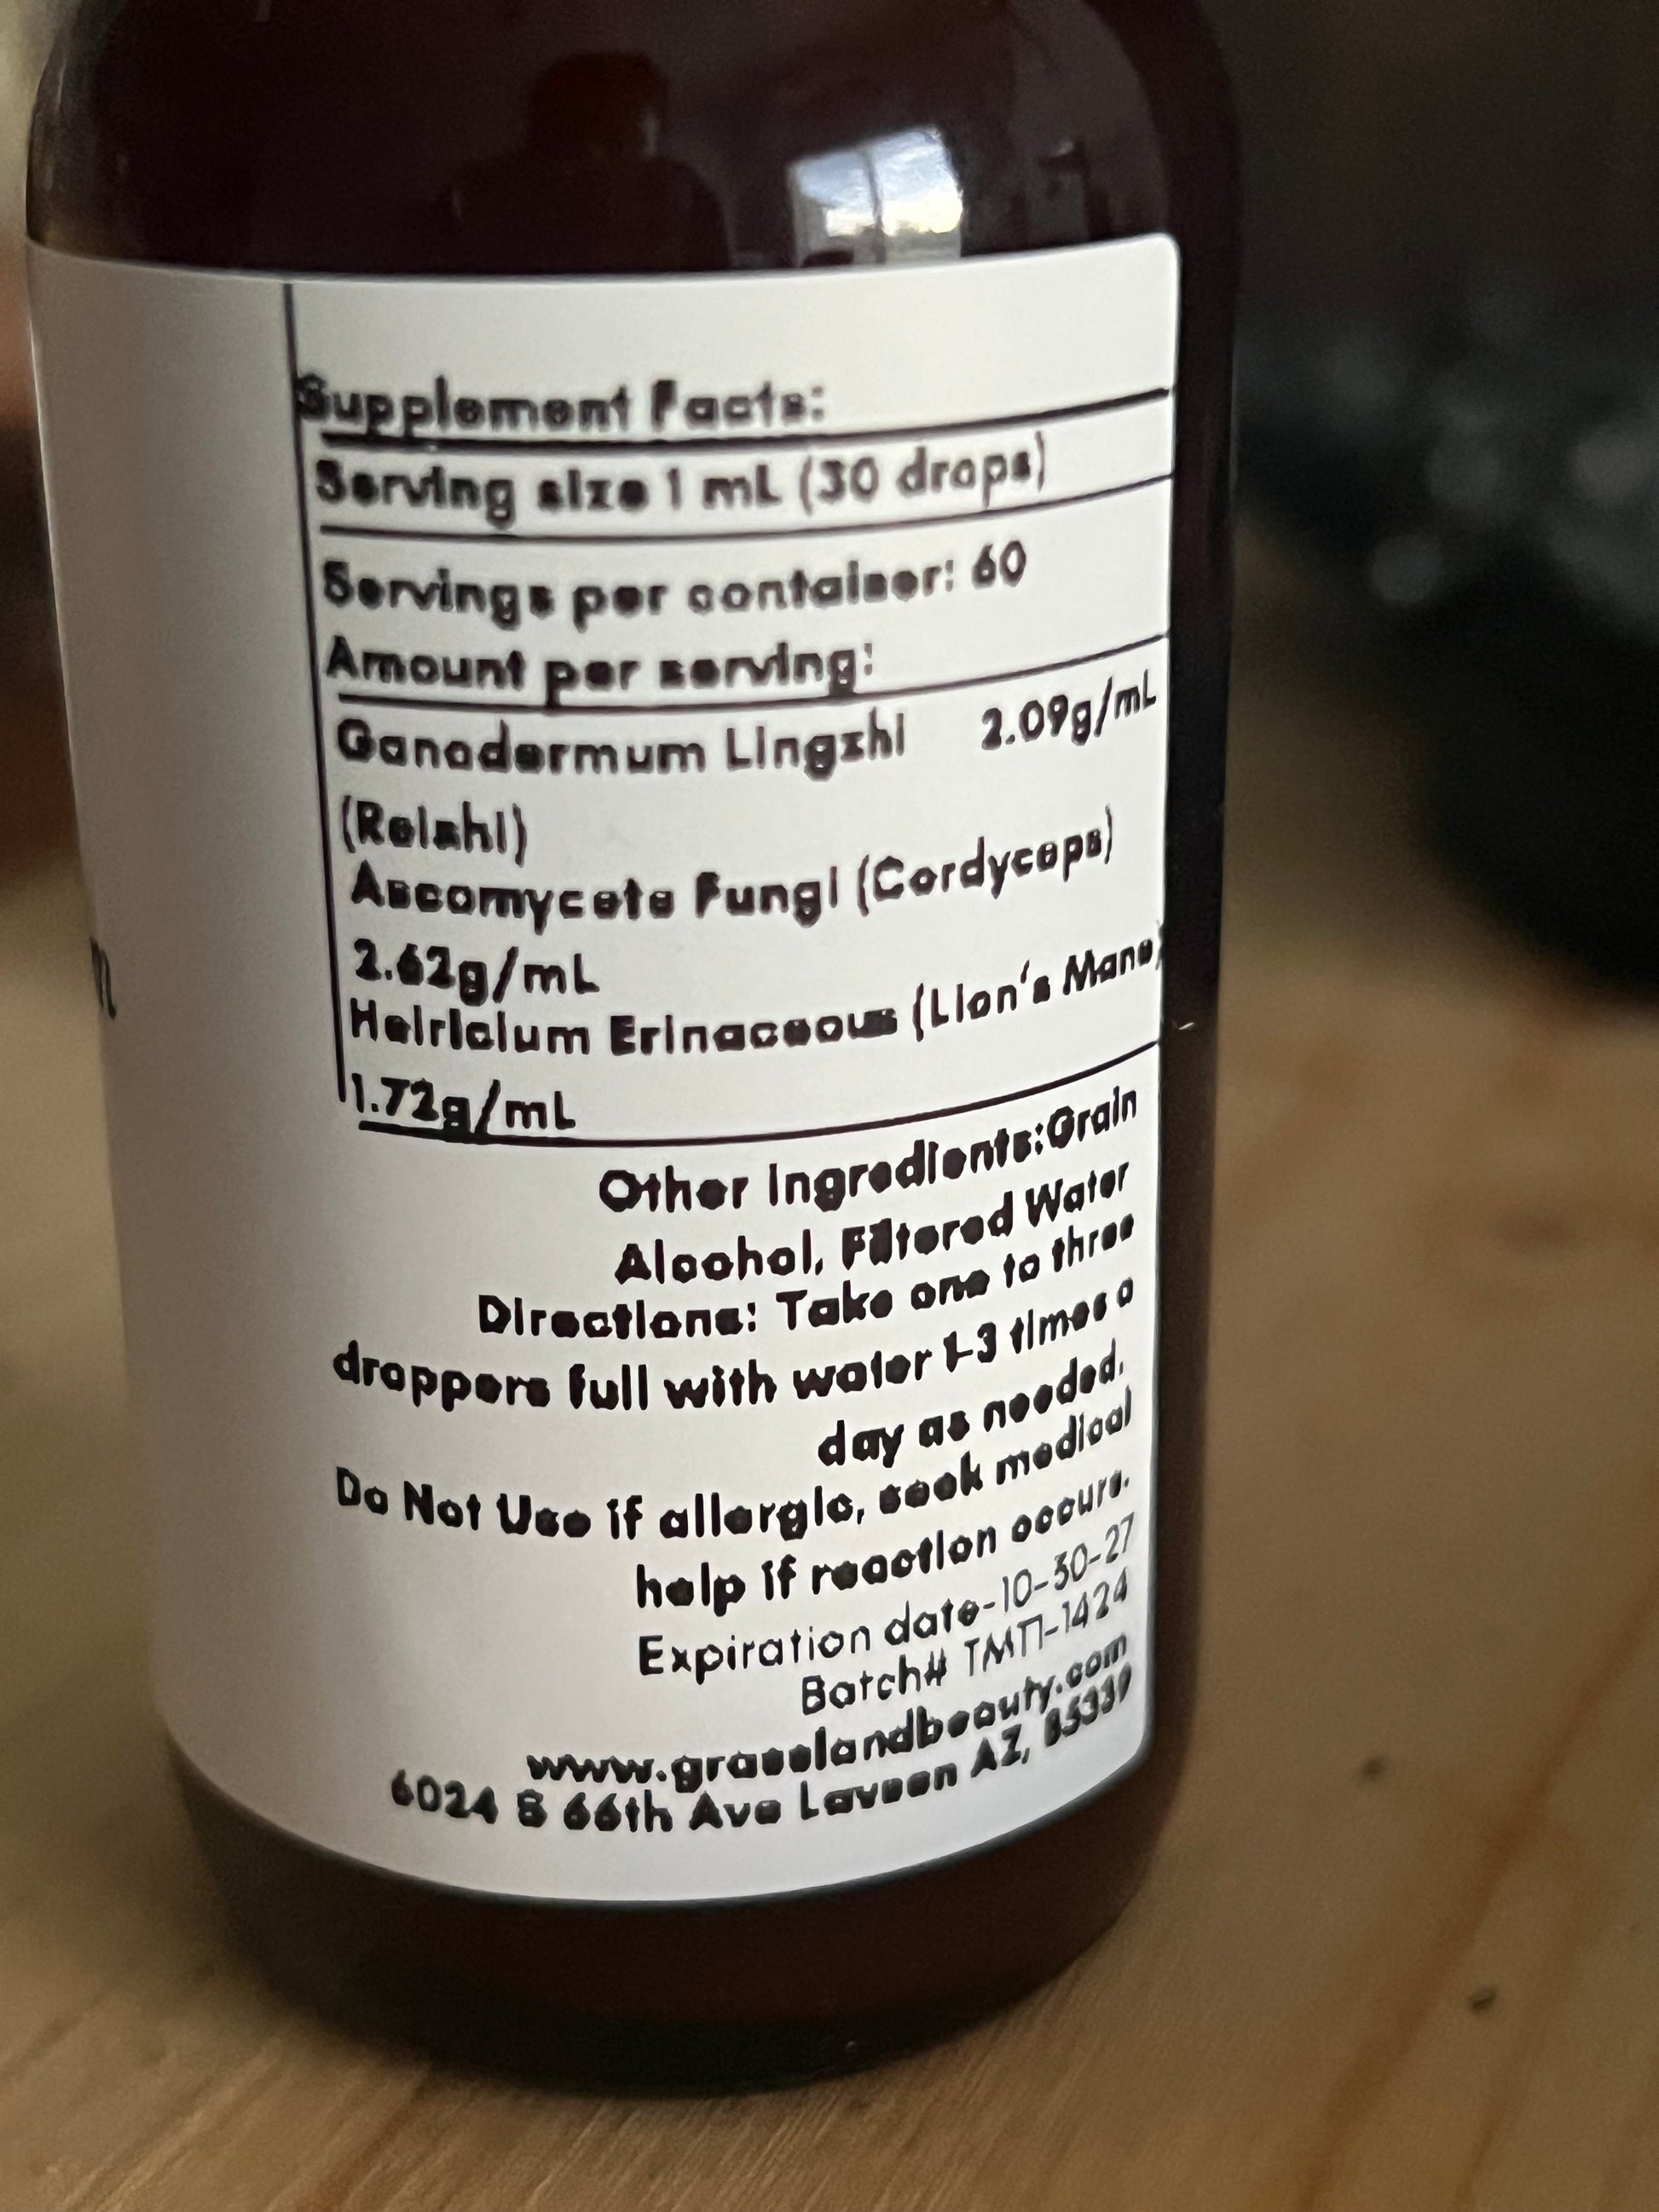 Supplement Facts:
Serving size 1 mL (30 drops)
Servings per container: 60
Amount per serving:
Ganodermum Lingzhi 2.09g/mL
(Reishi)
Ascomycete Fungi (Cordyceps)
2.62g/mL
Heiricium Erinaceous (Lion's Mane)
1.72g/mL
Other Ingredients:Grain
Alcohol, Filtered Water
Directions: Take one to three
droppers full with water 1-3 times a
day as needed.
Do Not Use if allergic, seek medical
help if reaction occurs.
Expiration date-10-30-27
Batch# TMT1-1424
www.grasslandbeauty.com
6024 S 66th Ave Laveen AZ, 85339